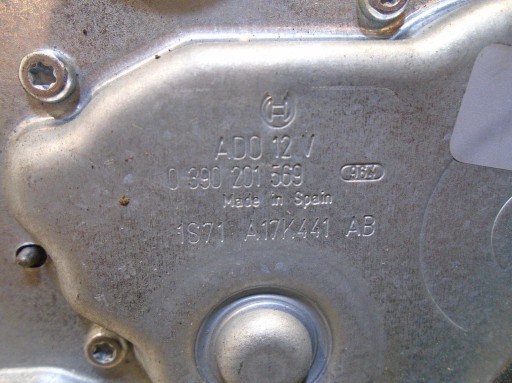 ADO 12 V
0 390 201 569
Made in Spain
1S71 A17K441 AB